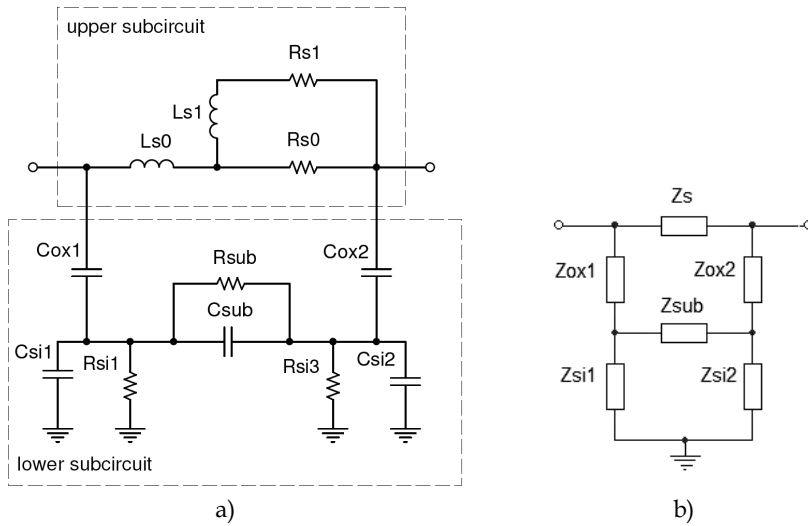 upper subcircuit
Rs1
Ls1
Ls0
Rs0
Cox1
Rsub
Cox2
Csub
Csi1
Rsi1
Rsi3
Csi2
lower subcircuit
a)
Zs
Zox1
Zox2
Zsub
Zsi1
Zsi2
b)